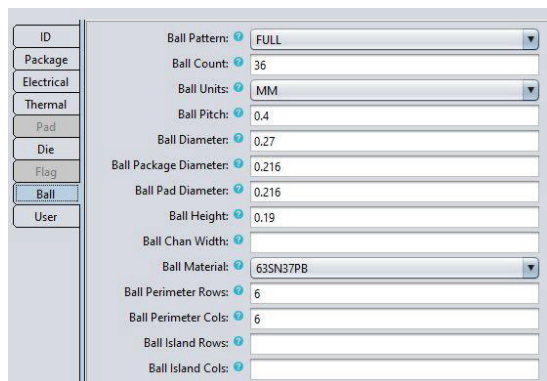 ID
Package
Electrical
Thermal
Pad
Die
Flag
Ball
User
Ball Pattern: FULL
Ball Count: 36
Ball Units: MM
Ball Pitch: 0.4
Ball Diameter: 0.27
Ball Package Diameter: 0.216
Ball Pad Diameter: 0.216
Ball Height: 0.19
Ball Chan Width:
Ball Material: 63SN37PB
Ball Perimeter Rows: 6
Ball Perimeter Cols: 6
Ball Island Rows:
Ball Island Cols: